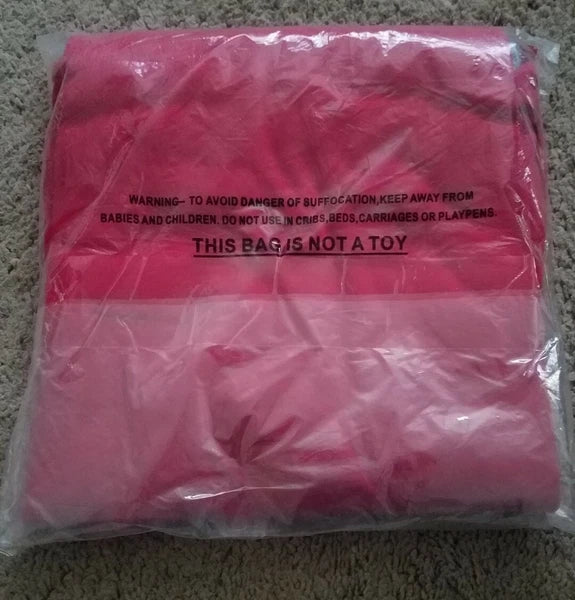 WARNING– TO AVOID DANGER OF SUFFOCATION,KEEP AWAY FROM
BABIES AND CHILDREN. DO NOT USE IN CRIBS,BEDS,CARRIAGES OR PLAYPENS.
THIS BAG IS NOT A TOY